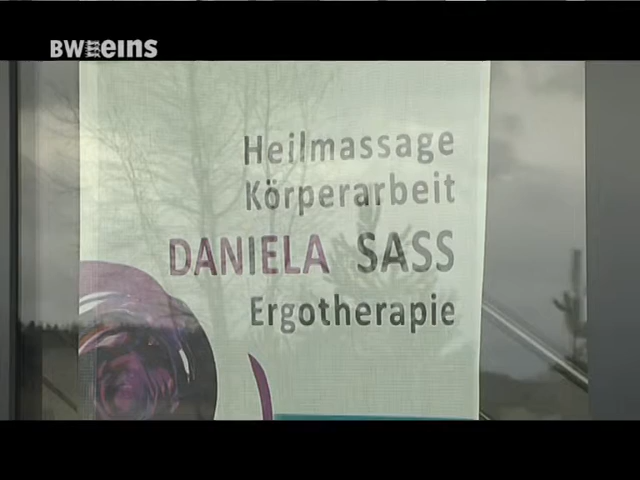 BW eins
Heilmassage
Körperarbeit
DANIELA SASS
Ergotherapie